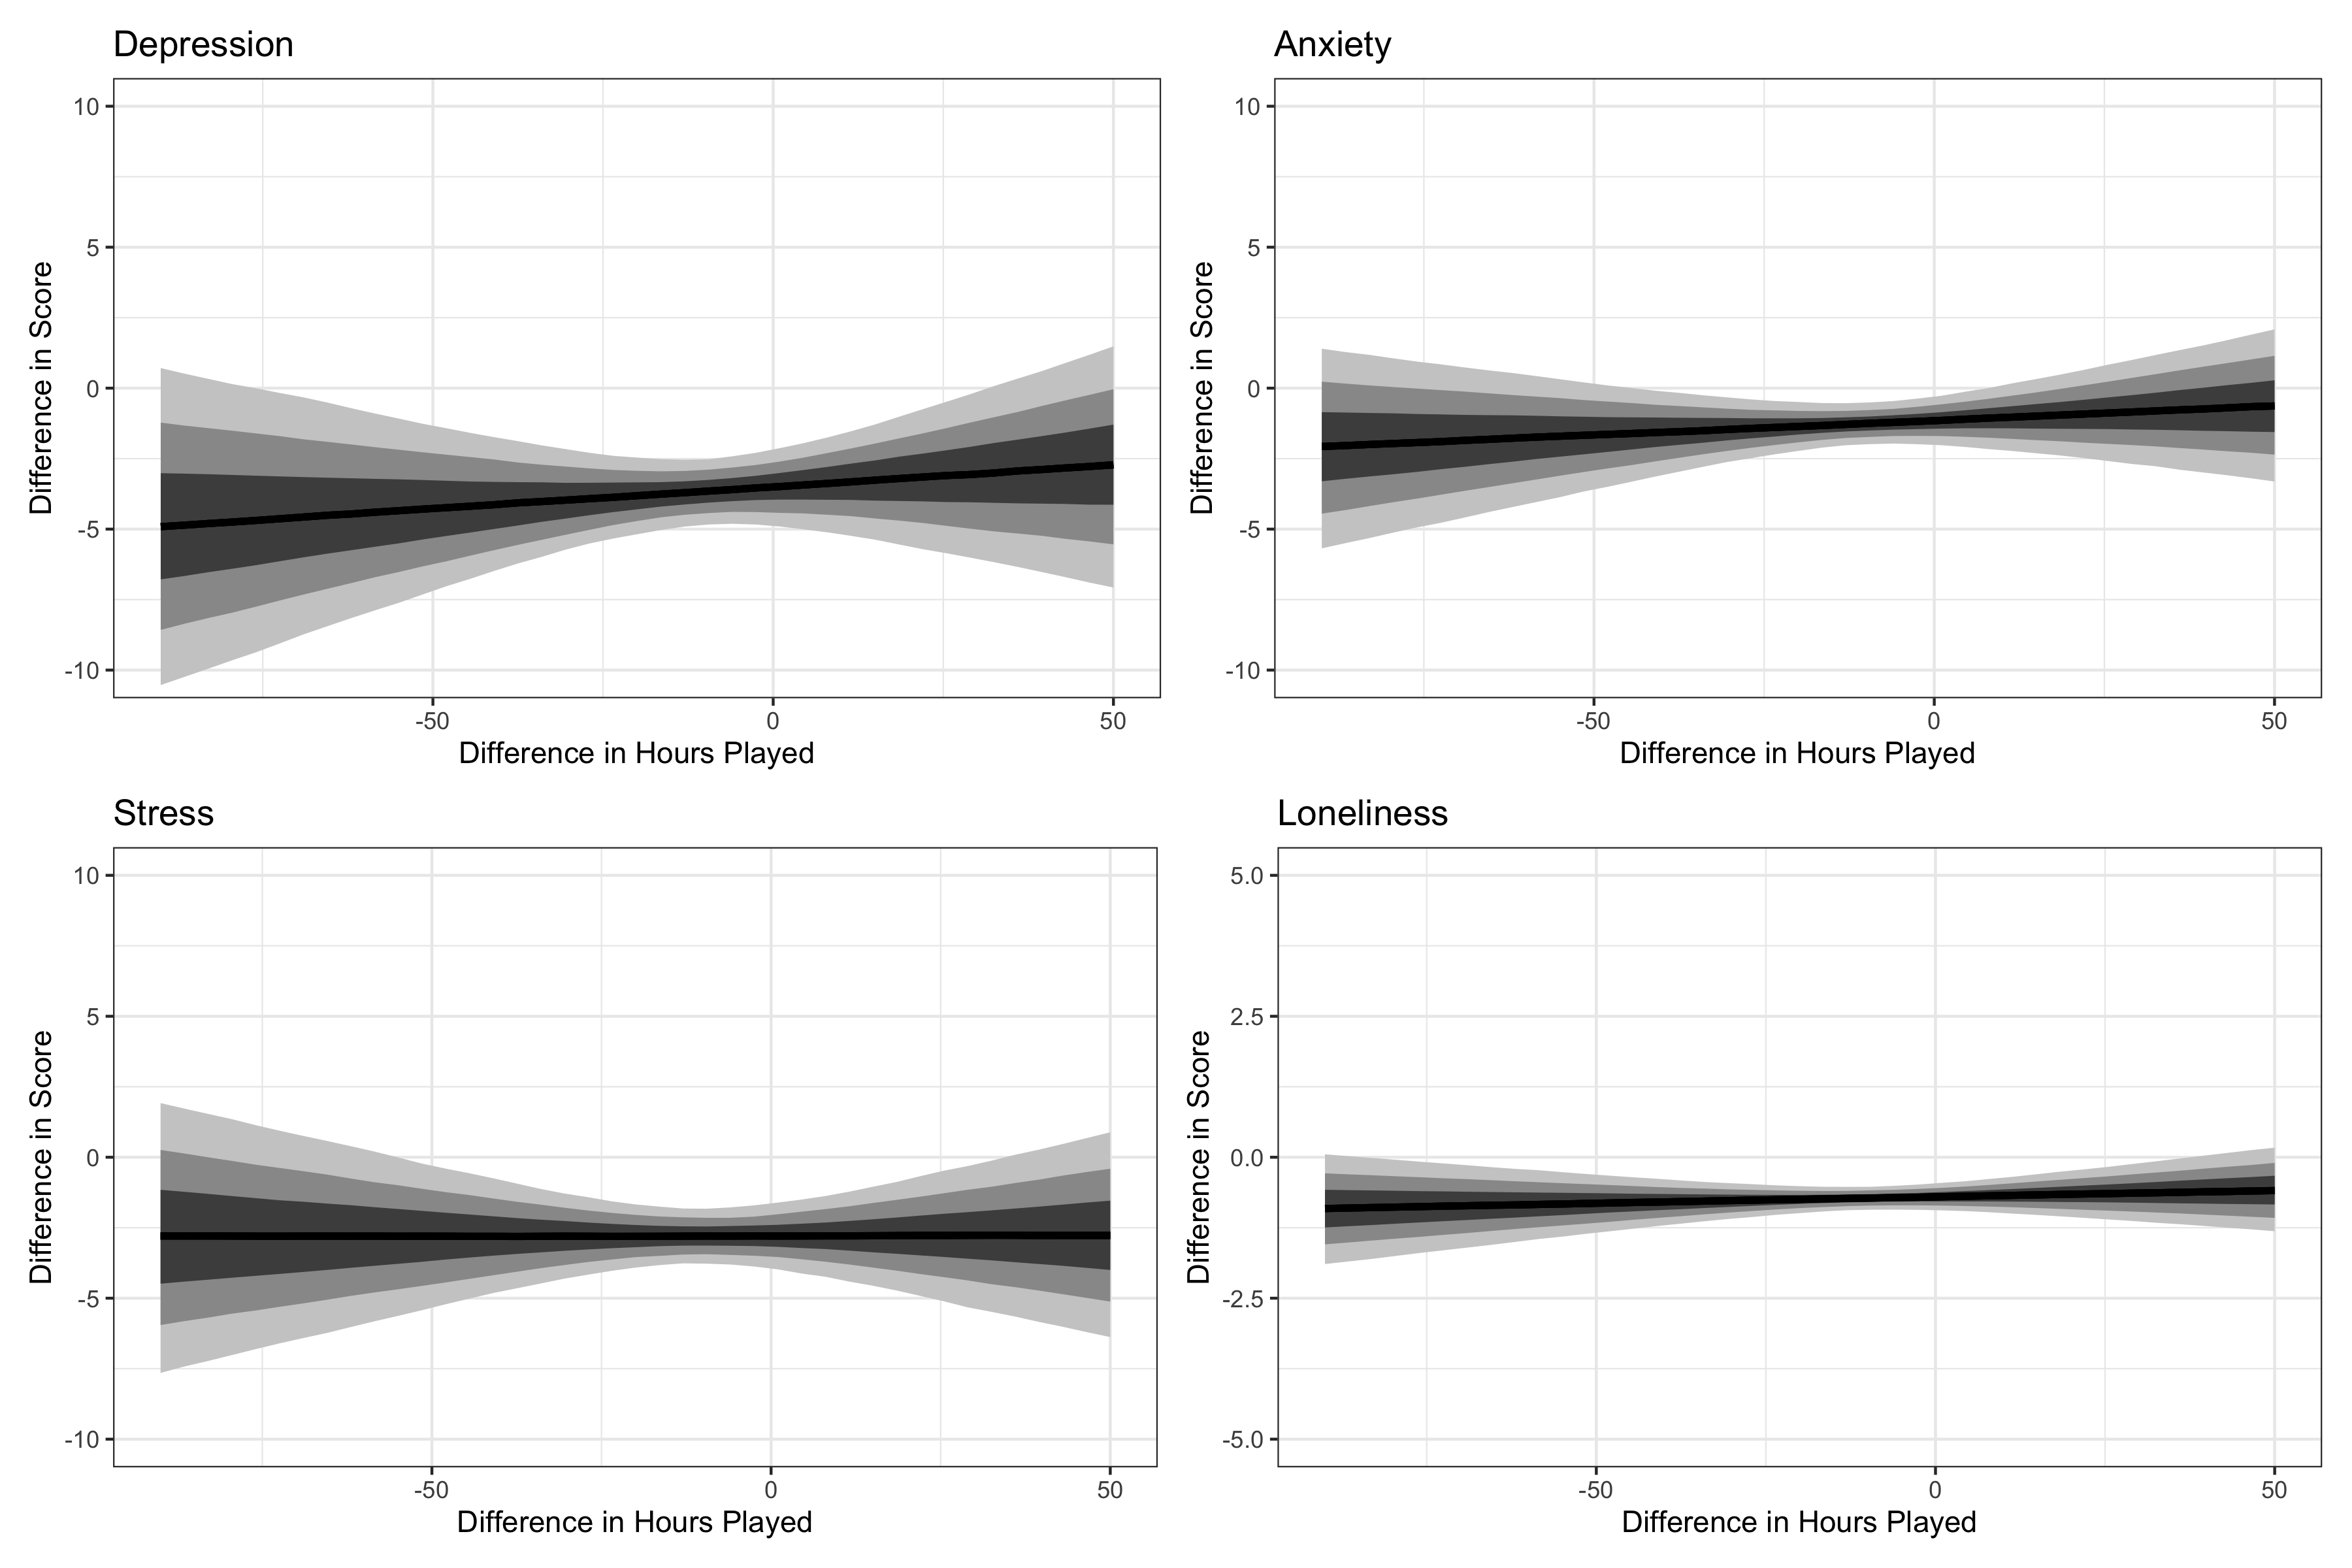 Depression
10
5
0
-5
-10
Difference in Score
-50 0 50
Difference in Hours Played
Anxiety
10
5
0
-5
-10
Difference in Score
-50 0 50
Difference in Hours Played
Stress
10
5
0
-5
-10
Difference in Score
-50 0 50
Difference in Hours Played
Loneliness
5.0
2.5
0.0
-2.5
-5.0
Difference in Score
-50 0 50
Difference in Hours Played